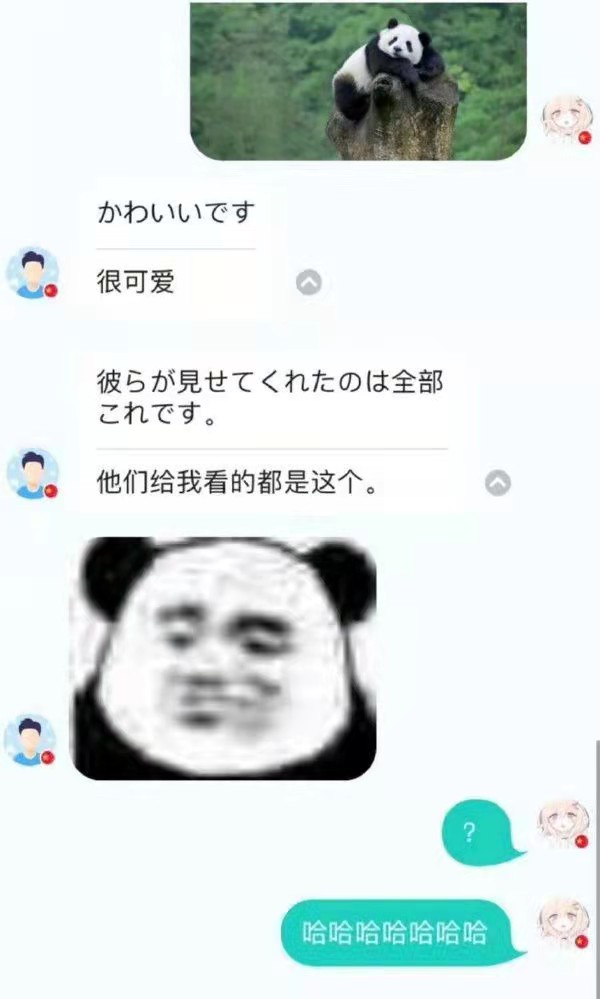 かわいいです
很可爱
彼らが見せてくれたのは全部
これです。
他们给我看的都是这个。
？
哈哈哈哈哈哈哈